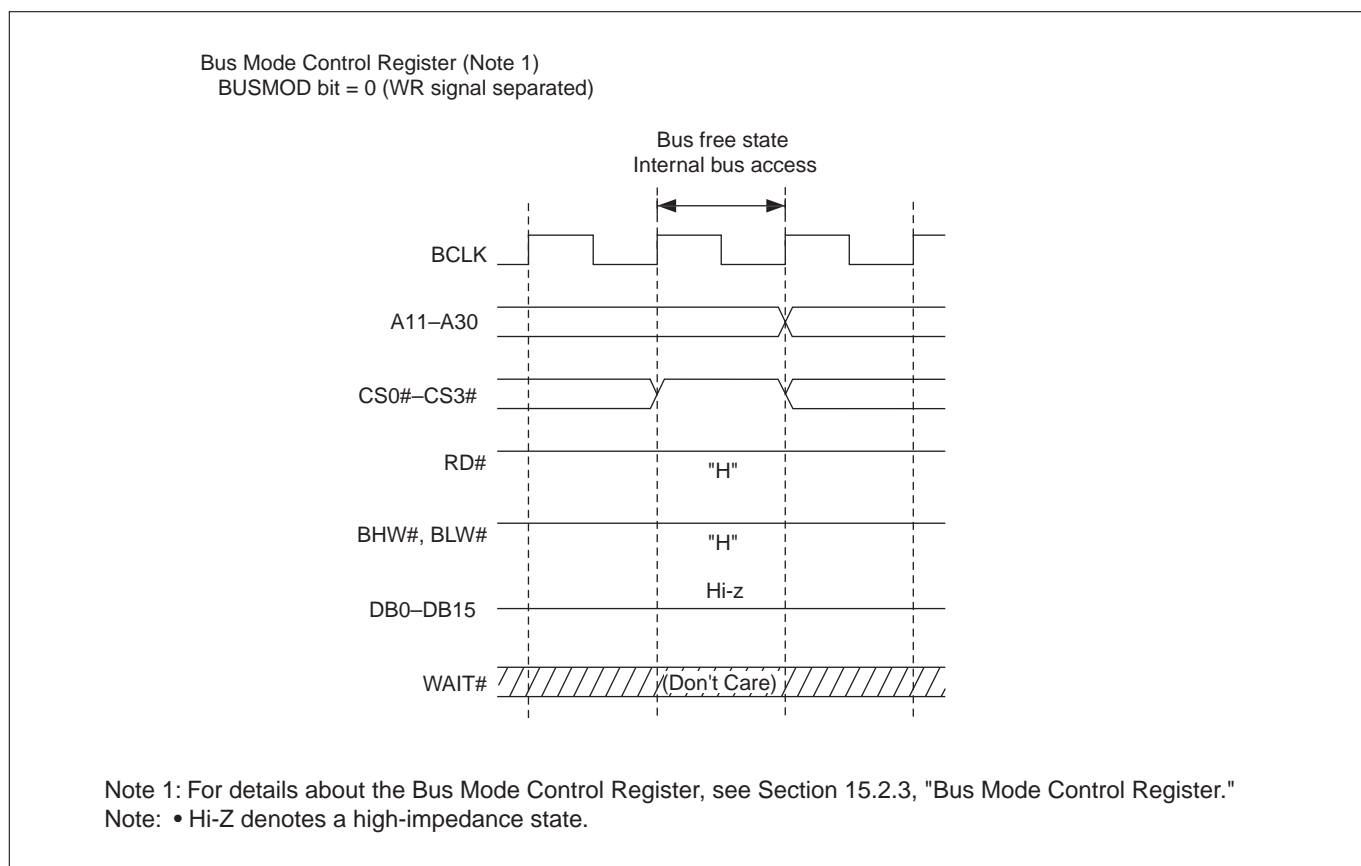 Bus Mode Control Register (Note 1)
BUSMOD bit = 0 (WR signal separated)
Bus free state
Internal bus access
BCLK
A11–A30
CS0#–CS3#
RD#
"H"
BHW#, BLW#
"H"
Hi-z
DB0–DB15
WAIT#
(Don't Care)
Note 1: For details about the Bus Mode Control Register, see Section 15.2.3, "Bus Mode Control Register."
Note: • Hi-Z denotes a high-impedance state.